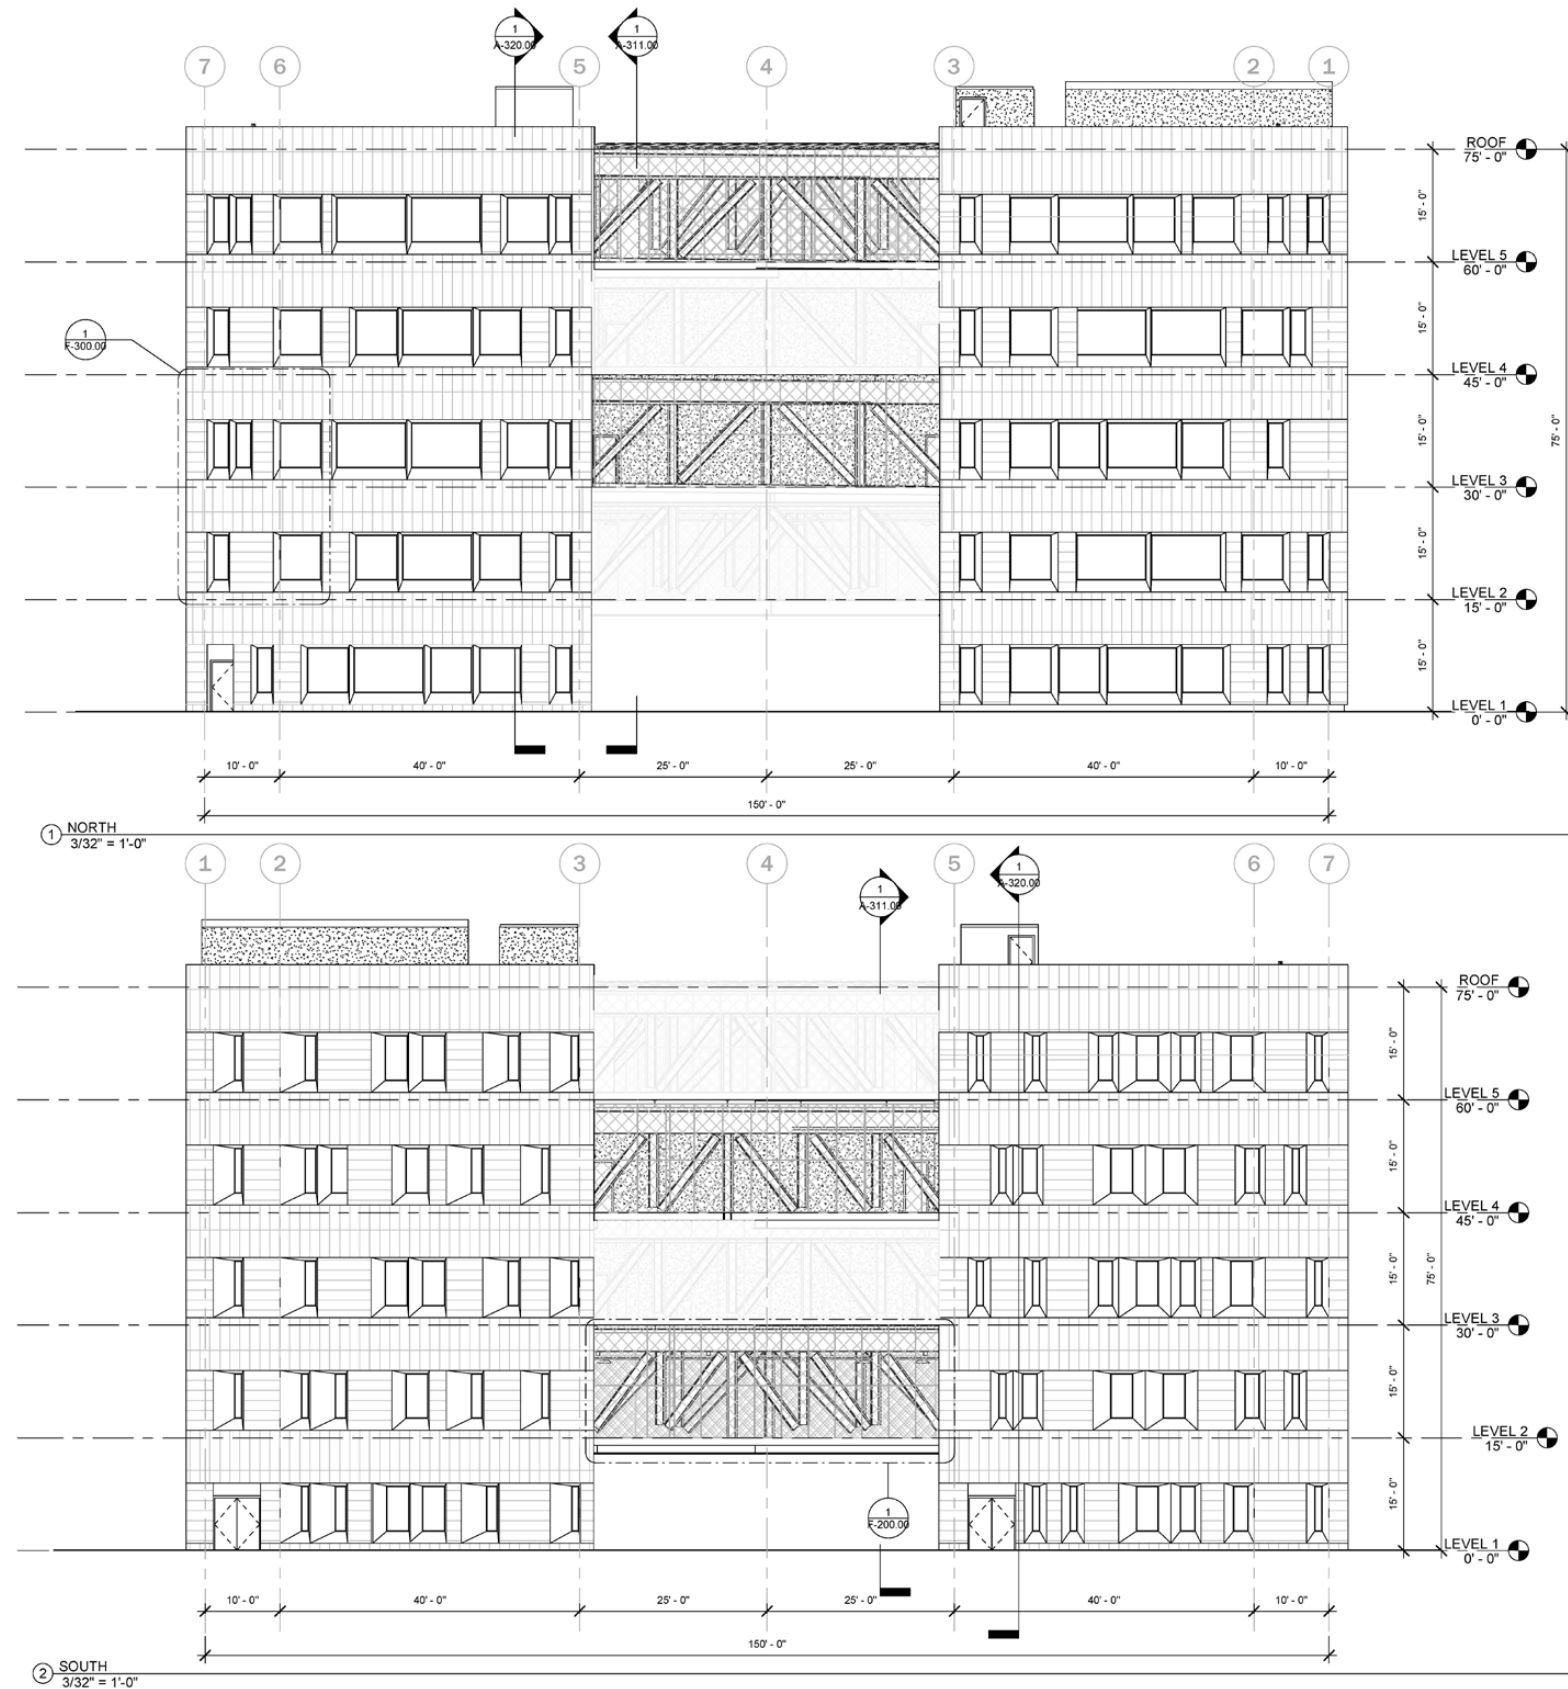 1
A-320.00
1
A-311.00
7
6
5
4
3
2
1
ROOF
75' - 0"
15' - 0"
LEVEL 5
60' - 0"
15' - 0"
1
F-300.00
LEVEL 4
45' - 0"
15' - 0"
75' - 0"
LEVEL 3
30' - 0"
15' - 0"
LEVEL 2
15' - 0"
15' - 0"
LEVEL 1
0' - 0"
10' - 0"
40' - 0"
25' - 0"
25' - 0"
40' - 0"
10' - 0"
150' - 0"
1
NORTH
3/32" = 1'-0"
1
2
3
4
5
6
7
1
A-311.00
1
A-320.00
ROOF
75' - 0"
15' - 0"
LEVEL 5
60' - 0"
15' - 0"
LEVEL 4
45' - 0"
15' - 0"
75' - 0"
LEVEL 3
30' - 0"
15' - 0"
LEVEL 2
15' - 0"
15' - 0"
1
F-200.00
LEVEL 1
0' - 0"
10' - 0"
40' - 0"
25' - 0"
25' - 0"
40' - 0"
10' - 0"
150' - 0"
2
SOUTH
3/32" = 1'-0"